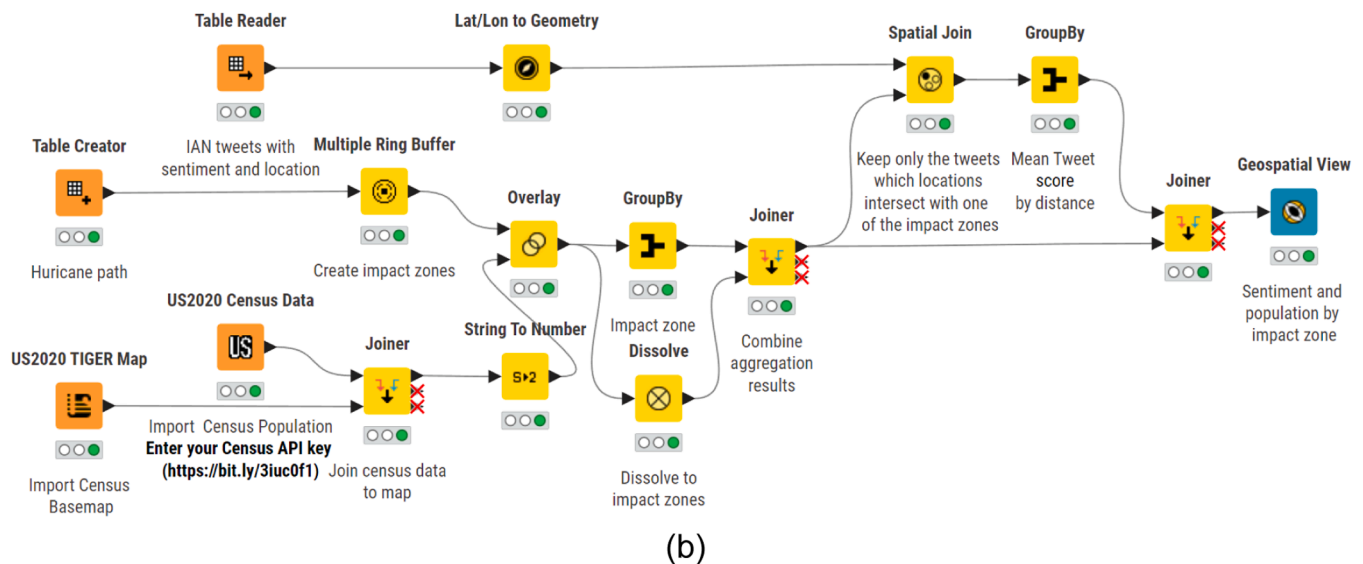 Table Reader
IAN tweets with
sentiment and location
Lat/Lon to Geometry
Spatial Join
Keep only the tweets
which locations
intersect with one
of the impact zones
GroupBy
Mean Tweet
score
by distance
Table Creator
Huricane path
Multiple Ring Buffer
Create impact zones
Overlay
GroupBy
Impact zone
Joiner
Combine
aggregation
results
Joiner
Geospatial View
Sentiment and
population by
impact zone
US2020 Census Data
US
Import Census Population
Enter your Census API key
(https://bit.ly/3iuc0f1)
US2020 TIGER Map
Import Census
Basemap
Joiner
Join census data
to map
String To Number
S▸2
Dissolve
Dissolve to
impact zones
(b)